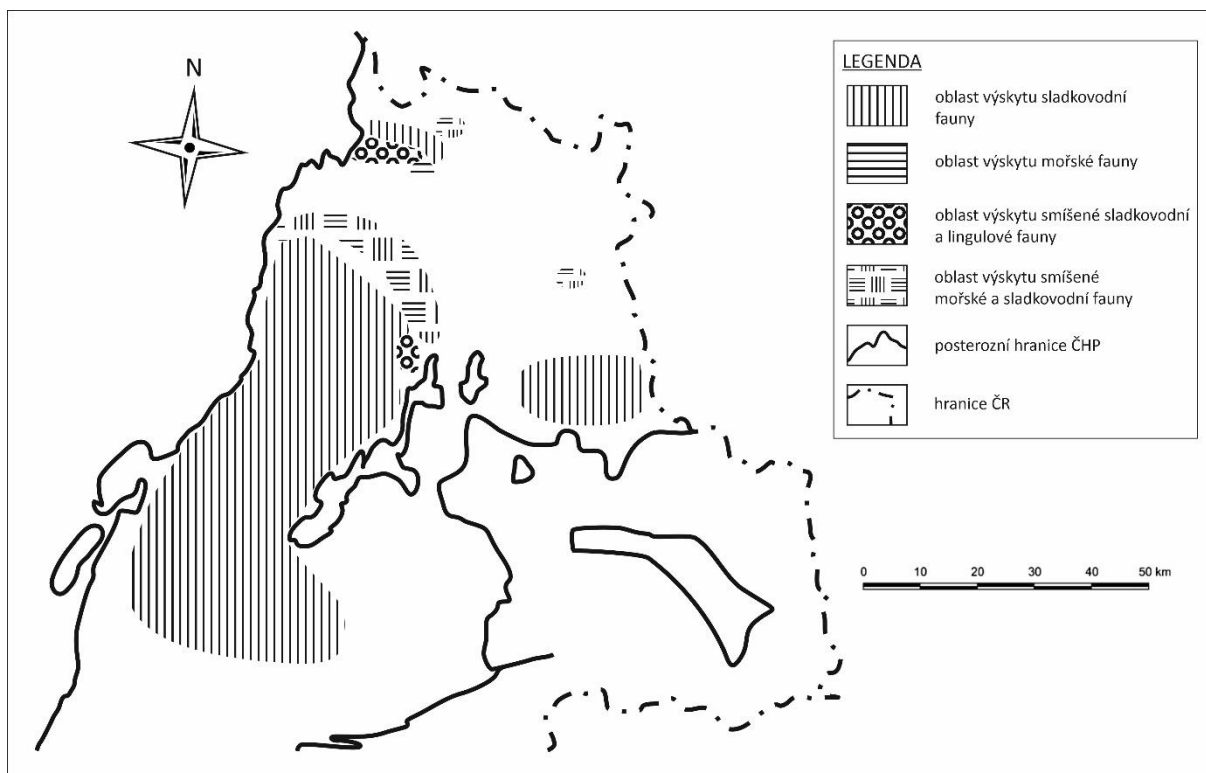 N
LEGENDA
oblast výskytu sladkovodní
fauny
oblast výskytu mořské fauny
oblast výskytu smíšené sladkovodní
a lingulové fauny
oblast výskytu smíšené
mořské a sladkovodní fauny
posterozní hranice ČHP
hranice ČR
0 10 20 30 40 50 km